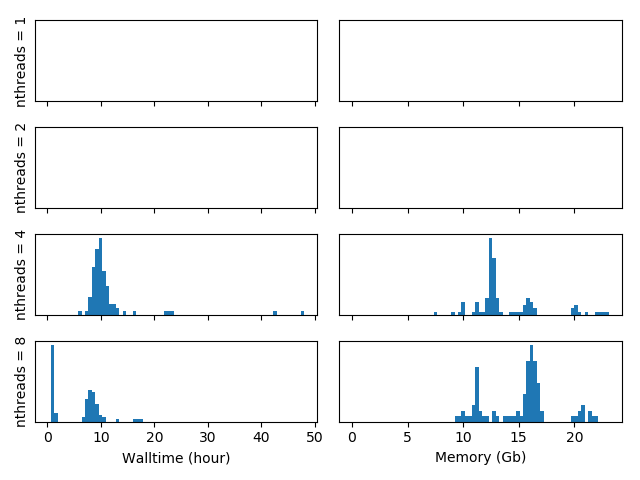 nthreads = 1
nthreads = 2
nthreads = 4
nthreads = 8
0 10 20 30 40 50
0 5 10 15 20
Walltime (hour)
Memory (Gb)